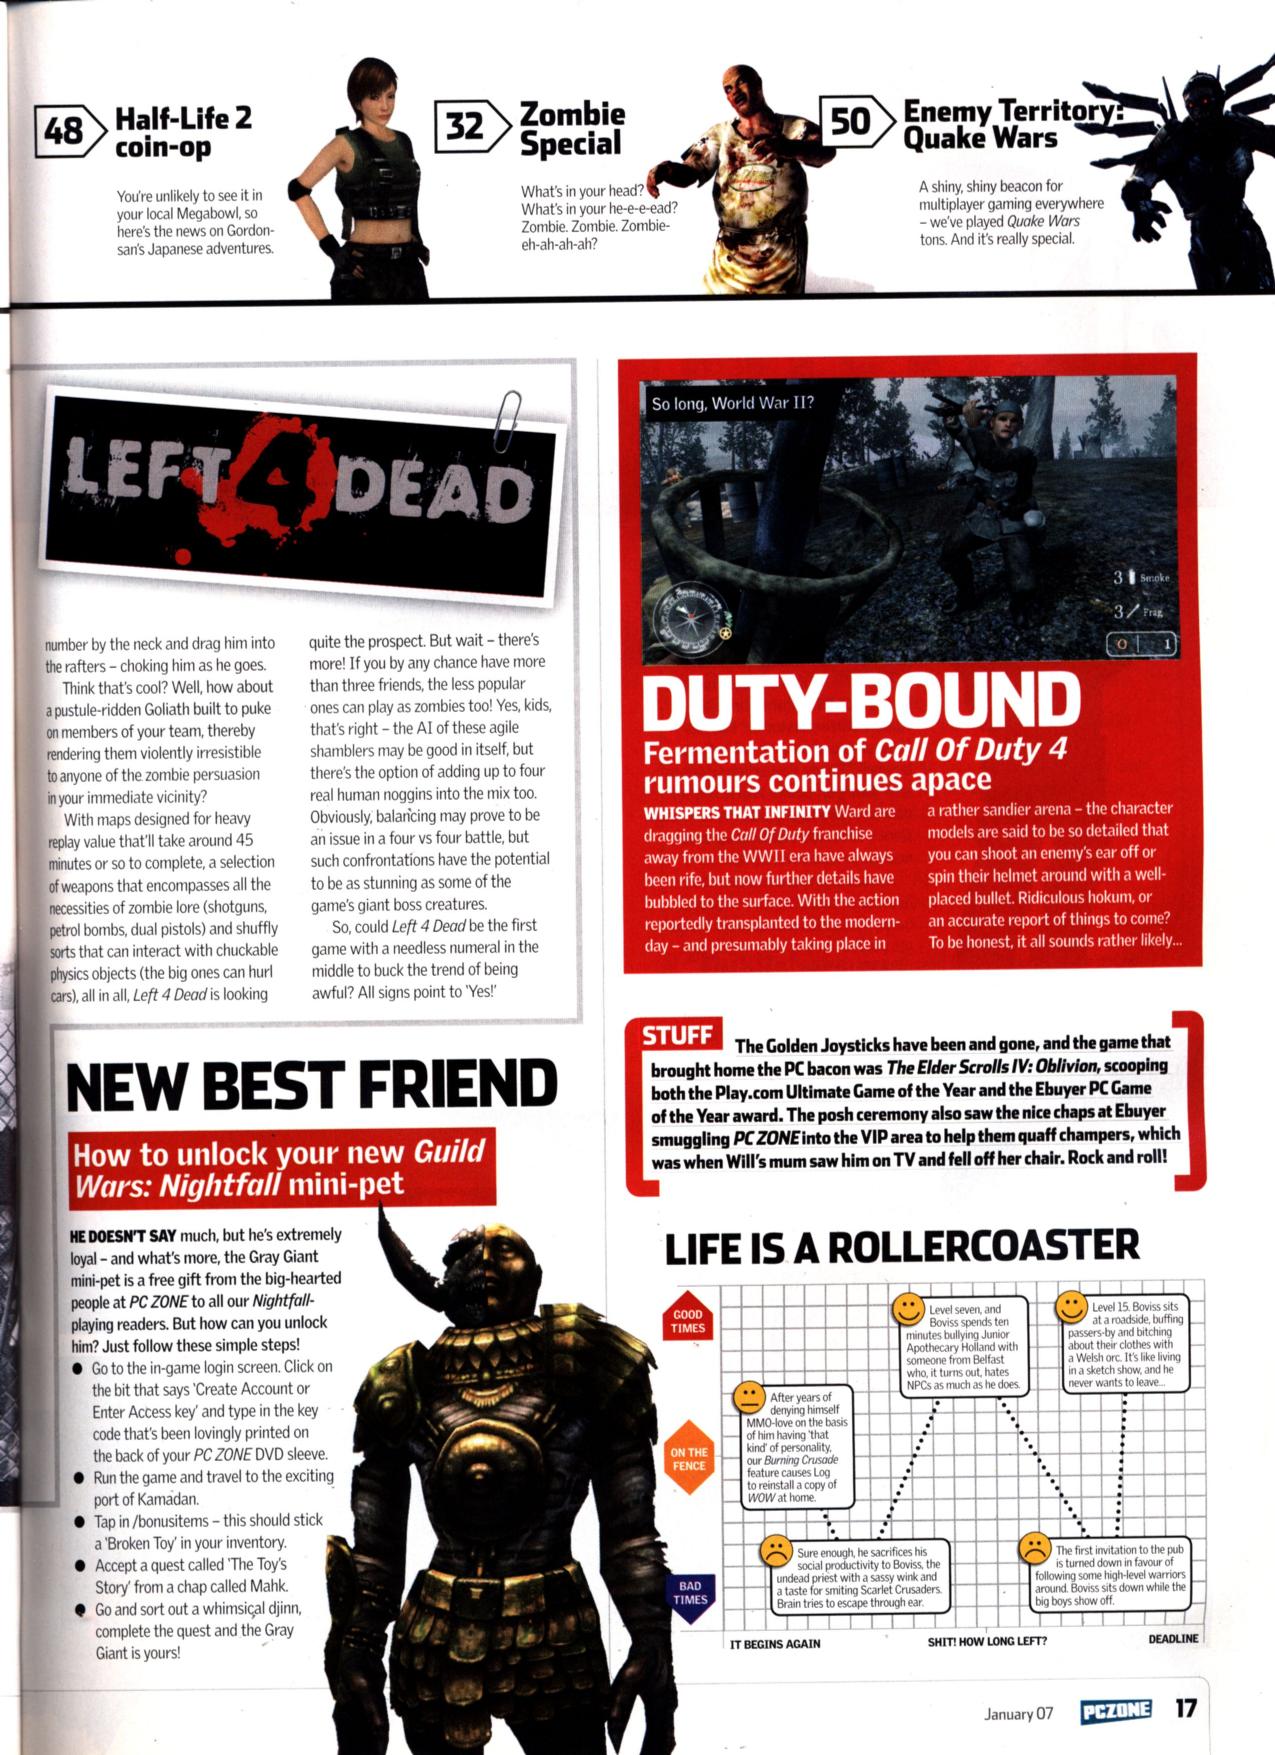 48
Half-Life 2
coin-op
You're unlikely to see it in
your local Megabowl, so
here's the news on Gordon-
san's Japanese adventures.
32
Zombie
Special
What's in your head?
What's in your he-e-e-ead?
Zombie. Zombie. Zombie-
eh-ah-ah-ah?
50
Enemy Territory:
Quake Wars
A shiny, shiny beacon for
multiplayer gaming everywhere
– we've played Quake Wars
tons. And it's really special.
LEFT 4 DEAD
number by the neck and drag him into
the rafters – choking him as he goes.
Think that's cool? Well, how about
a pustule-ridden Goliath built to puke
on members of your team, thereby
rendering them violently irresistible
to anyone of the zombie persuasion
in your immediate vicinity?
With maps designed for heavy
replay value that'll take around 45
minutes or so to complete, a selection
of weapons that encompasses all the
necessities of zombie lore (shotguns,
petrol bombs, dual pistols) and shuffly
sorts that can interact with chuckable
physics objects (the big ones can hurl
cars), all in all, Left 4 Dead is looking
quite the prospect. But wait – there's
more! If you by any chance have more
than three friends, the less popular
ones can play as zombies too! Yes, kids,
that's right – the AI of these agile
shamblers may be good in itself, but
there's the option of adding up to four
real human noggins into the mix too.
Obviously, balancing may prove to be
an issue in a four vs four battle, but
such confrontations have the potential
to be as stunning as some of the
game's giant boss creatures.
So, could Left 4 Dead be the first
game with a needless numeral in the
middle to buck the trend of being
awful? All signs point to 'Yes!'
So long, World War II?
3 Smoke
3 Frag
0 1
DUTY-BOUND
Fermentation of Call Of Duty 4
rumours continues apace
WHISPERS THAT INFINITY Ward are
dragging the Call Of Duty franchise
away from the WWII era have always
been rife, but now further details have
bubbled to the surface. With the action
reportedly transplanted to the modern-
day – and presumably taking place in
a rather sandier arena – the character
models are said to be so detailed that
you can shoot an enemy's ear off or
spin their helmet around with a well-
placed bullet. Ridiculous hokum, or
an accurate report of things to come?
To be honest, it all sounds rather likely...
STUFF The Golden Joysticks have been and gone, and the game that
brought home the PC bacon was The Elder Scrolls IV: Oblivion, scooping
both the Play.com Ultimate Game of the Year and the Ebuyer PC Game
of the Year award. The posh ceremony also saw the nice chaps at Ebuyer
smuggling PC ZONE into the VIP area to help them quaff champers, which
was when Will's mum saw him on TV and fell off her chair. Rock and roll!
NEW BEST FRIEND
How to unlock your new Guild
Wars: Nightfall mini-pet
HE DOESN'T SAY much, but he's extremely
loyal – and what's more, the Gray Giant
mini-pet is a free gift from the big-hearted
people at PC ZONE to all our Nightfall-
playing readers. But how can you unlock
him? Just follow these simple steps!
● Go to the in-game login screen. Click on
the bit that says 'Create Account or
Enter Access key' and type in the key
code that's been lovingly printed on
the back of your PC ZONE DVD sleeve.
● Run the game and travel to the exciting
port of Kamadan.
● Tap in /bonusitems – this should stick
a 'Broken Toy' in your inventory.
● Accept a quest called 'The Toy's
Story' from a chap called Mahk.
● Go and sort out a whimsical djinn,
complete the quest and the Gray
Giant is yours!
LIFE IS A ROLLERCOASTER
GOOD
TIMES
ON THE
FENCE
BAD
TIMES
After years of
denying himself
MMO-love on the basis
of him having 'that
kind' of personality,
our Burning Crusade
feature causes Log
to reinstall a copy of
WOW at home.
Sure enough, he sacrifices his
social productivity to Boviss, the
undead priest with a sassy wink and
a taste for smiting Scarlet Crusaders.
Brain tries to escape through ear.
Level seven, and
Boviss spends ten
minutes bullying Junior
Apothecary Holland with
someone from Belfast
who, it turns out, hates
NPCs as much as he does.
The first invitation to the pub
is turned down in favour of
following some high-level warriors
around. Boviss sits down while the
big boys show off.
Level 15. Boviss sits
at a roadside, buffing
passers-by and bitching
about their clothes with
a Welsh orc. It's like living
in a sketch show, and he
never wants to leave...
IT BEGINS AGAIN
SHIT! HOW LONG LEFT?
DEADLINE
January 07 PCZONE 17